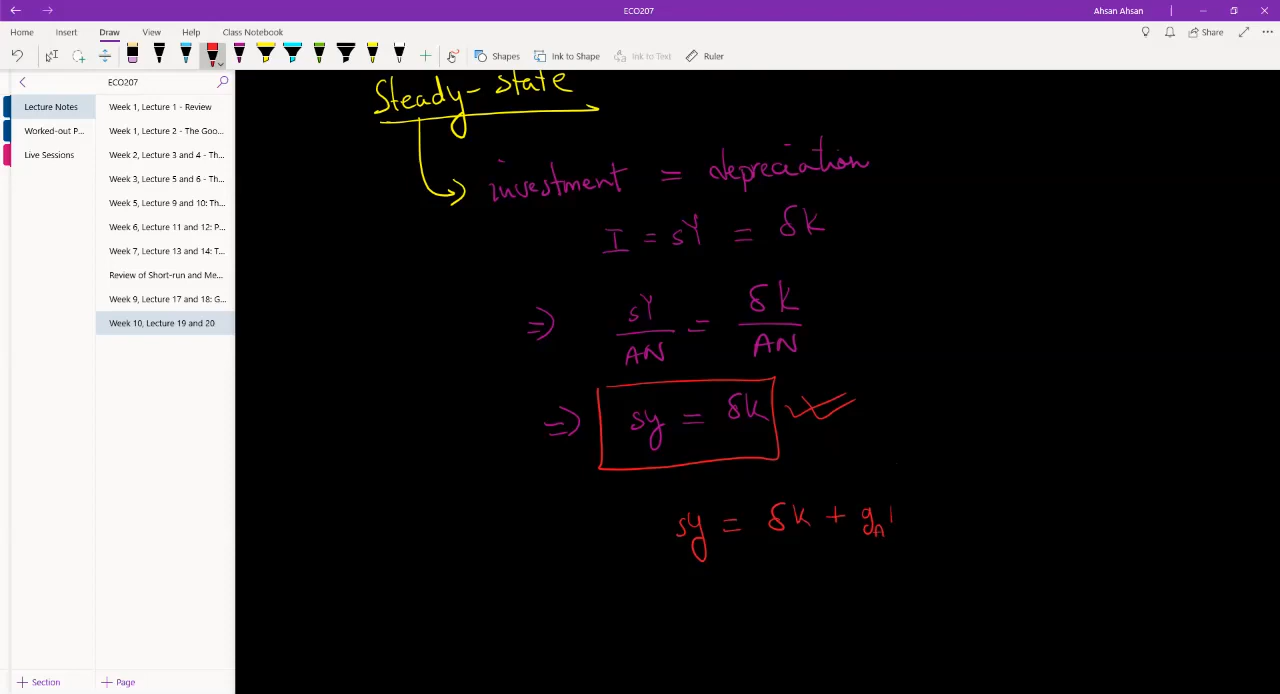 ECO207
Ahsan Ahsan
Home Insert Draw View Help Class Notebook
Share
Shapes Ink to Shape Ink to Text Ruler
ECO207
Lecture Notes
Worked-out P...
Live Sessions
Week 1, Lecture 1 - Review
Week 1, Lecture 2 - The Goo...
Week 2, Lecture 3 and 4 - Th...
Week 3, Lecture 5 and 6 - Th...
Week 5, Lecture 9 and 10: Th...
Week 6, Lecture 11 and 12: P...
Week 7, Lecture 13 and 14: T...
Review of Short-run and Me...
Week 9, Lecture 17 and 18: G...
Week 10, Lecture 19 and 20
Section
Page
Steady-state
investment = depreciation
I = sY = δK
⇒ sY/AN = δK/AN
⇒ sy = δk
sy = δk + g_A